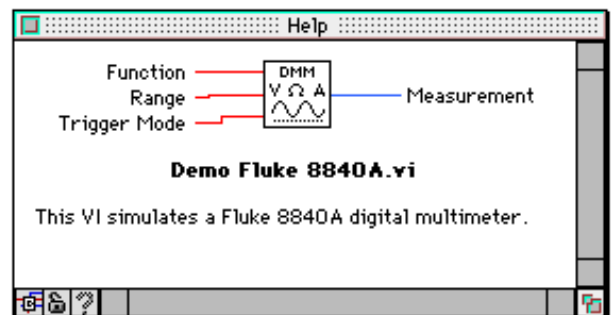 Help
Function
DMM
Range
V Ω A
Measurement
Trigger Mode
Demo Fluke 8840A.vi
This VI simulates a Fluke 8840A digital multimeter.
?